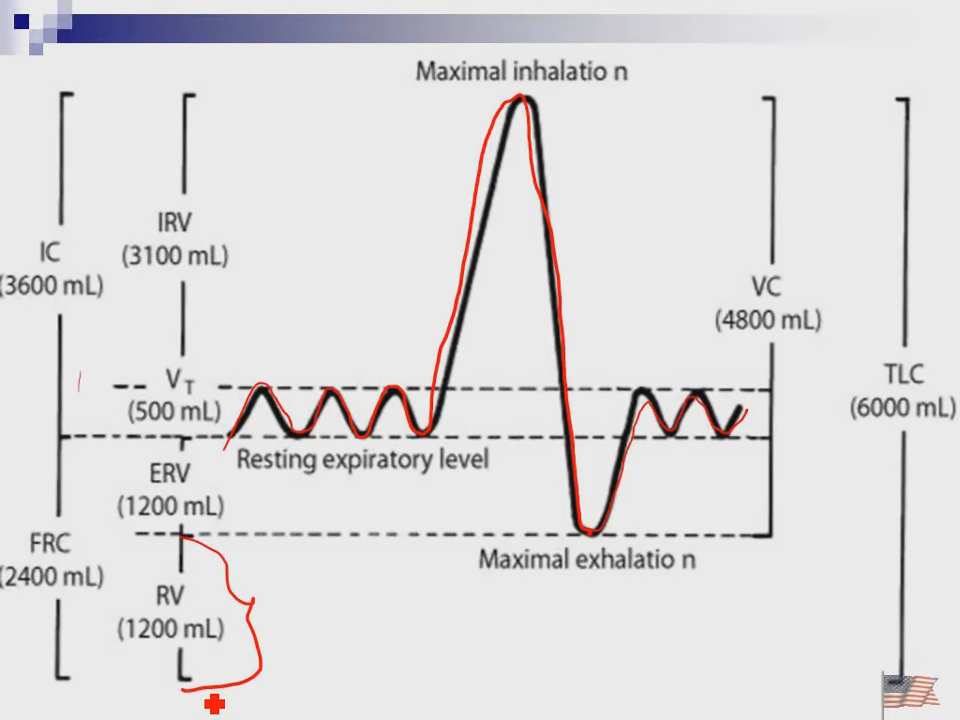 Maximal inhalatio n
IC
(3600 mL)
IRV
(3100 mL)
VT
(500 mL)
ERV
(1200 mL)
FRC
(2400 mL)
RV
(1200 mL)
Resting expiratory level
Maximal exhalatio n
VC
(4800 mL)
TLC
(6000 mL)